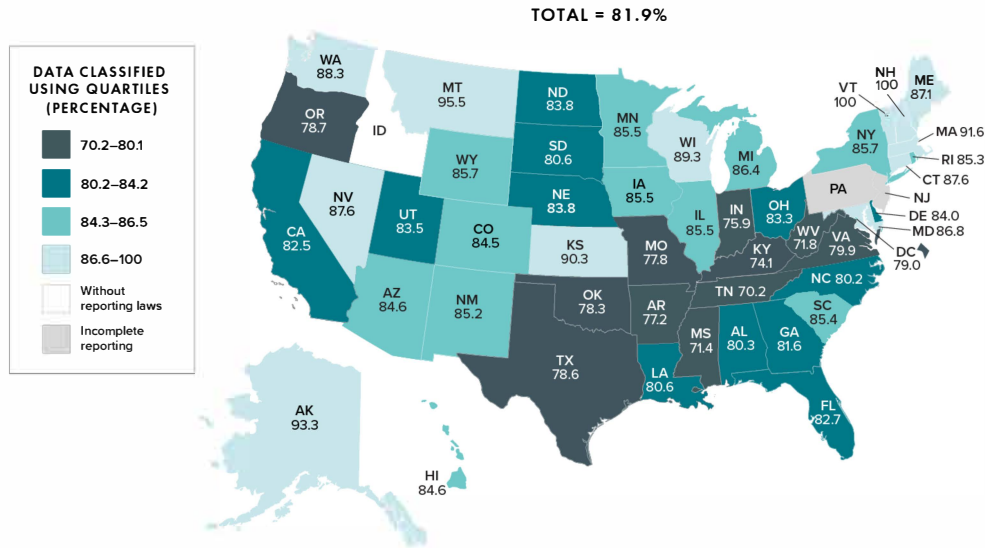 TOTAL = 81.9%
DATA CLASSIFIED
USING QUARTILES
(PERCENTAGE)
70.2–80.1
80.2–84.2
84.3–86.5
86.6–100
Without
reporting laws
Incomplete
reporting
WA
88.3
OR
78.7
ID
MT
95.5
ND
83.8
MN
85.5
WI
89.3
MI
86.4
NY
85.7
VT
100
NH
100
ME
87.1
MA 91.6
RI 85.3
CT 87.6
NJ
PA
DE 84.0
MD 86.8
DC
79.0
SD
80.6
WY
85.7
NV
87.6
UT
83.5
CA
82.5
CO
84.5
NE
83.8
IA
85.5
IL
85.5
IN
75.9
OH
83.3
WV
71.8
VA
79.9
KY
74.1
KS
90.3
MO
77.8
TN 70.2
NC 80.2
SC
85.4
AZ
84.6
NM
85.2
OK
78.3
AR
77.2
MS
71.4
AL
80.3
GA
81.6
TX
78.6
LA
80.6
FL
82.7
AK
93.3
HI
84.6